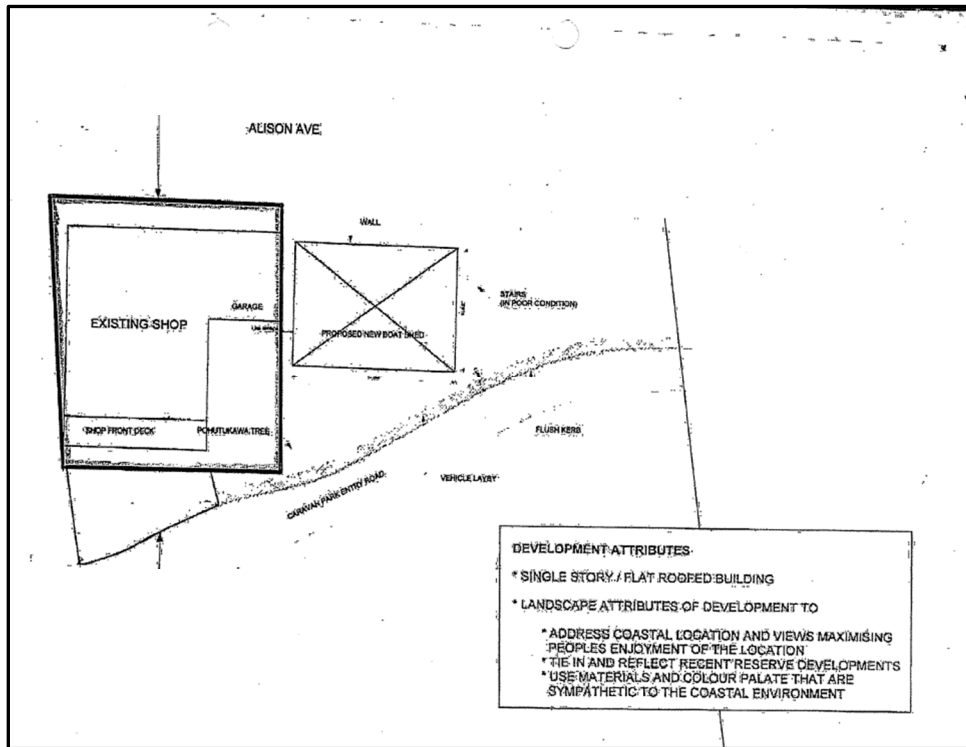 ALISON AVE
WALL
STAIRS
(IN POOR CONDITION)
GARAGE
EXISTING SHOP
PROPOSED NEW BOAT SHED
SHOP FRONT DECK
POHUTUKAWA TREE
FLUSH KERB
VEHICLE LAYBY
CARAVAN PARK ENTRY ROAD
DEVELOPMENT ATTRIBUTES
* SINGLE STORY / FLAT ROOFED BUILDING
* LANDSCAPE ATTRIBUTES OF DEVELOPMENT TO
* ADDRESS COASTAL LOCATION AND VIEWS MAXIMISING
PEOPLES ENJOYMENT OF THE LOCATION
* TIE IN AND REFLECT RECENT RESERVE DEVELOPMENTS
* USE MATERIALS AND COLOUR PALATE THAT ARE
SYMPATHETIC TO THE COASTAL ENVIRONMENT